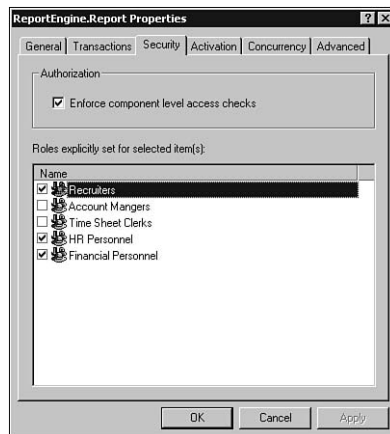 ReportEngine.Report Properties
General Transactions Security Activation Concurrency Advanced
Authorization
Enforce component level access checks
Roles explicitly set for selected item(s):
Name
Recruiters
Account Mangers
Time Sheet Clerks
HR Personnel
Financial Personnel
OK Cancel Apply